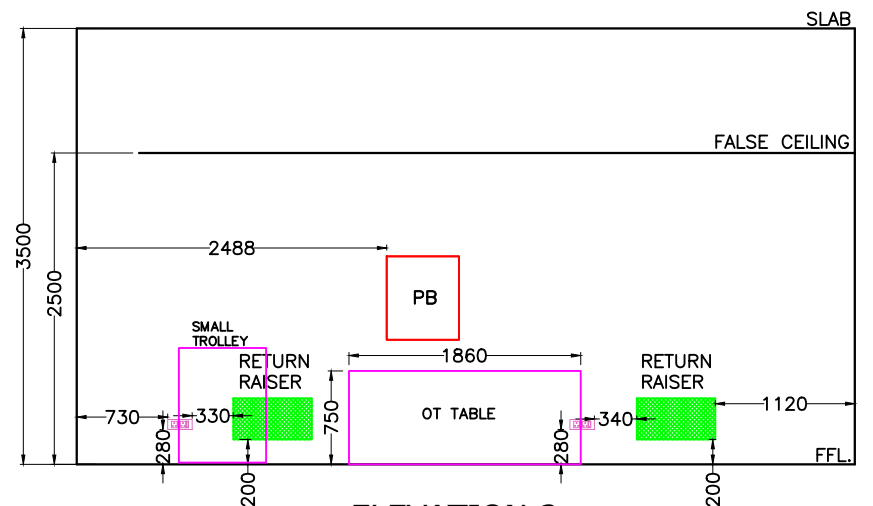 SLAB
FALSE CEILING
3500
2500
2488
PB
SMALL
TROLLEY
RETURN
RAISER
1860
RETURN
RAISER
730
330
750
OT TABLE
340
1120
280
280
FFL.
200
200